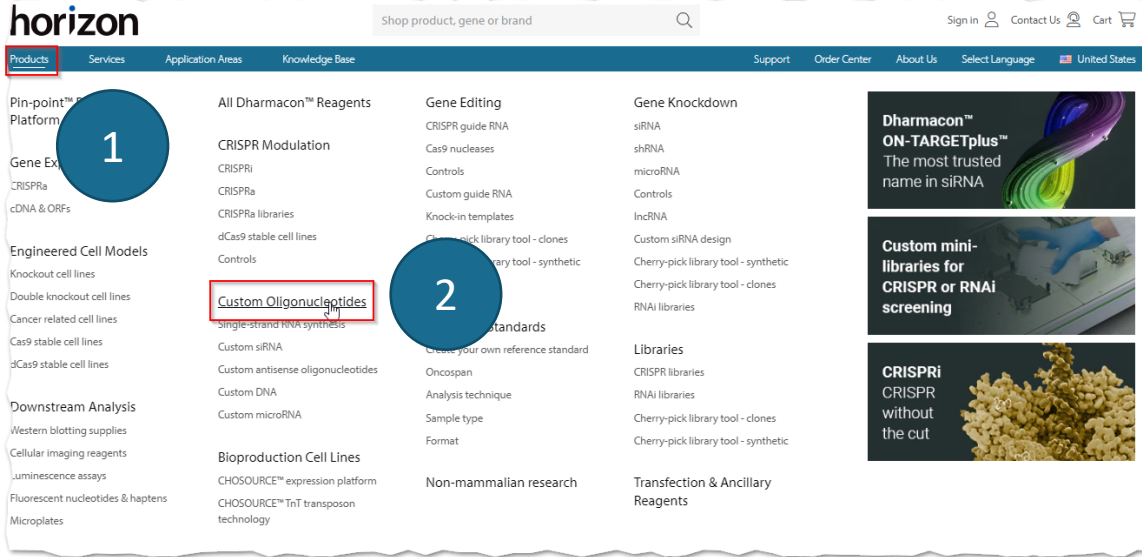 horizon
Shop product, gene or brand
Sign in
Contact Us
Cart
Products
Services
Application Areas
Knowledge Base
Support
Order Center
About Us
Select Language
United States
Pin-point™
Platform
1
Gene
CRISPRa
cDNA & ORFs
Engineered Cell Models
Knockout cell lines
Double knockout cell lines
Cancer related cell lines
Cas9 stable cell lines
dCas9 stable cell lines
Downstream Analysis
Western blotting supplies
Cellular imaging reagents
Luminescence assays
Fluorescent nucleotides & haptens
Microplates
All Dharmacon™ Reagents
CRISPR Modulation
CRISPRi
CRISPRa
CRISPRa libraries
dCas9 stable cell lines
Controls
Custom Oligonucleotides
Single-strand RNA synthesis
Custom siRNA
Custom antisense oligonucleotides
Custom DNA
Custom microRNA
Bioproduction Cell Lines
CHOSOURCE™ expression platform
CHOSOURCE™ TnT transposon
technology
Gene Editing
CRISPR guide RNA
Cas9 nucleases
Controls
Custom guide RNA
Knock-in templates
Cherry-pick library tool - clones
library tool - synthetic
2
Standards
Create your own reference standard
Oncospan
Analysis technique
Sample type
Format
Non-mammalian research
Gene Knockdown
siRNA
shRNA
microRNA
Controls
lncRNA
Custom siRNA design
Cherry-pick library tool - synthetic
Cherry-pick library tool - clones
RNAi libraries
Libraries
CRISPR libraries
RNAi libraries
Cherry-pick library tool - clones
Cherry-pick library tool - synthetic
Transfection & Ancillary
Reagents
Dharmacon™
ON-TARGETplus™
The most trusted
name in siRNA
Custom mini-
libraries for
CRISPR or RNAi
screening
CRISPRi
CRISPR
without
the cut